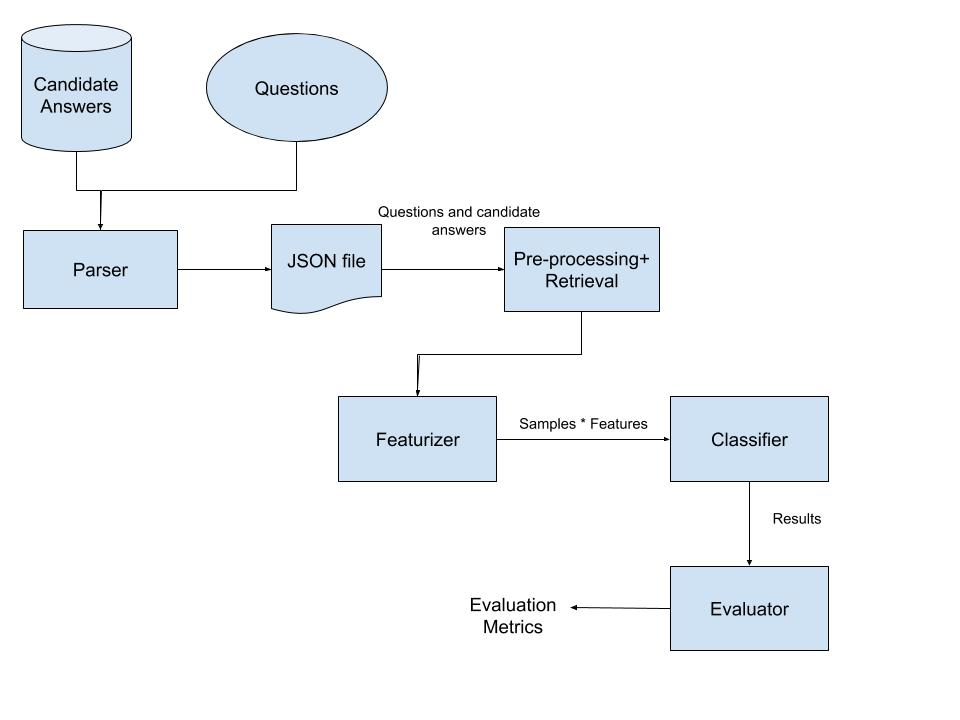 Candidate
Answers
Questions
Questions and candidate
answers
Parser
JSON file
Pre-processing+
Retrieval
Featurizer
Samples * Features
Classifier
Results
Evaluation
Metrics
Evaluator